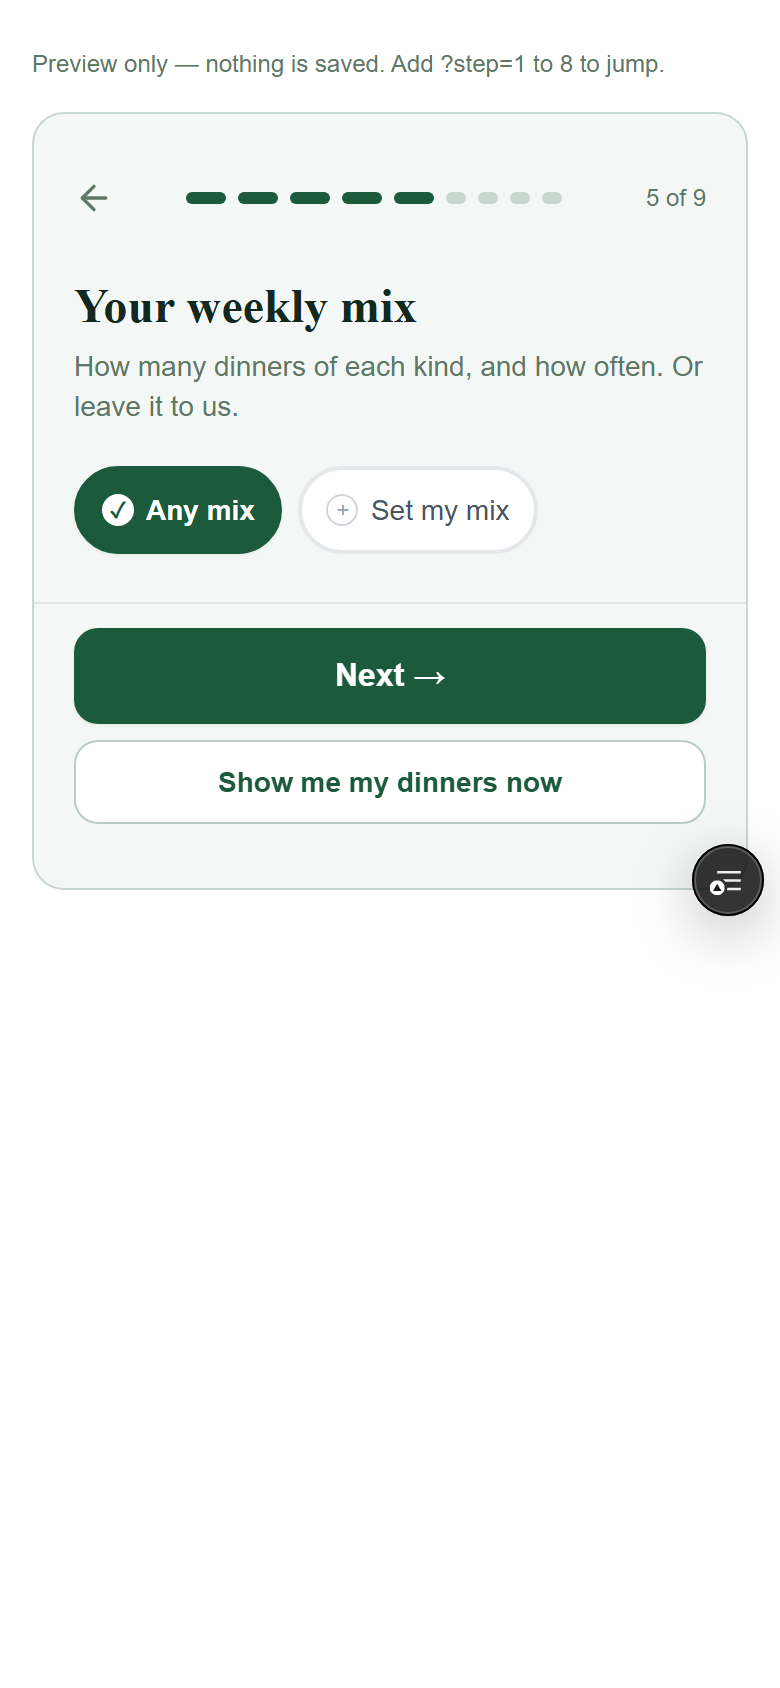 Preview only — nothing is saved. Add ?step=1 to 8 to jump.
5 of 9
Your weekly mix
How many dinners of each kind, and how often. Or
leave it to us.
Any mix
Set my mix
Next →
Show me my dinners now